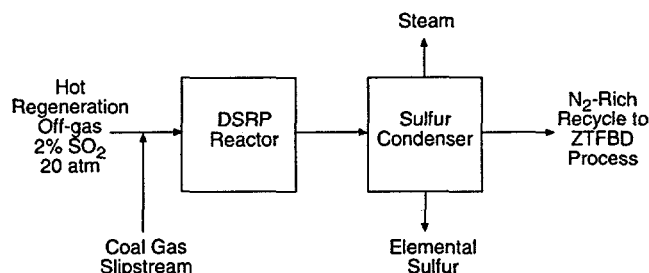 Steam
Hot
Regeneration
Off-gas
2% SO₂
20 atm
DSRP
Reactor
Sulfur
Condenser
N₂-Rich
Recycle to
ZTFBD
Process
Coal Gas
Slipstream
Elemental
Sulfur